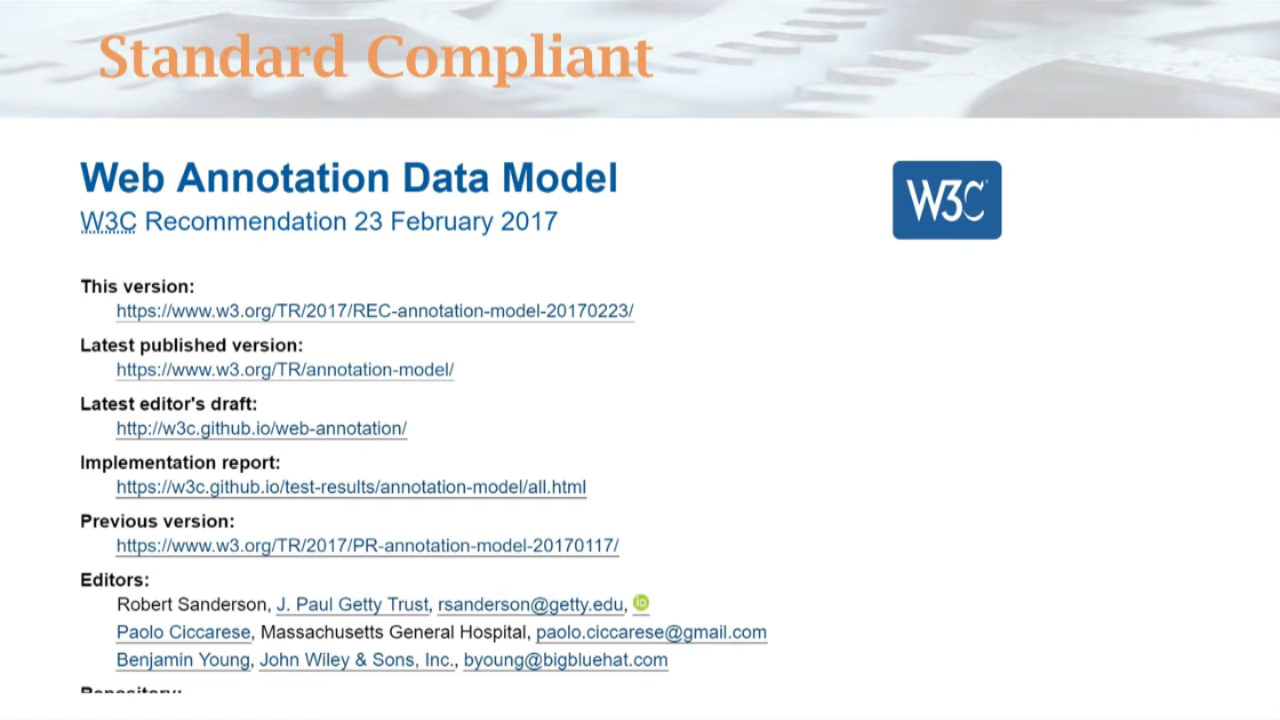 Standard Compliant
Web Annotation Data Model
W3C
W3C Recommendation 23 February 2017
This version:
https://www.w3.org/TR/2017/REC-annotation-model-20170223/
Latest published version:
https://www.w3.org/TR/annotation-model/
Latest editor's draft:
http://w3c.github.io/web-annotation/
Implementation report:
https://w3c.github.io/test-results/annotation-model/all.html
Previous version:
https://www.w3.org/TR/2017/PR-annotation-model-20170117/
Editors:
Robert Sanderson, J. Paul Getty Trust, rsanderson@getty.edu, iD
Paolo Ciccarese, Massachusetts General Hospital, paolo.ciccarese@gmail.com
Benjamin Young, John Wiley & Sons, Inc., byoung@bigbluehat.com
Repository: